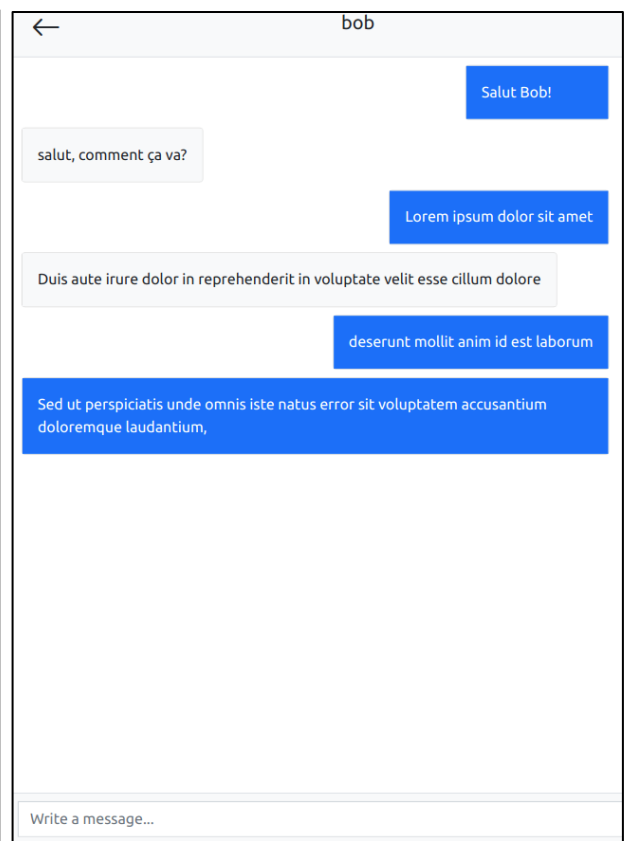 bob
Salut Bob!
salut, comment ça va?
Lorem ipsum dolor sit amet
Duis aute irure dolor in reprehenderit in voluptate velit esse cillum dolore
deserunt mollit anim id est laborum
Sed ut perspiciatis unde omnis iste natus error sit voluptatem accusantium
doloremque laudantium,
Write a message...